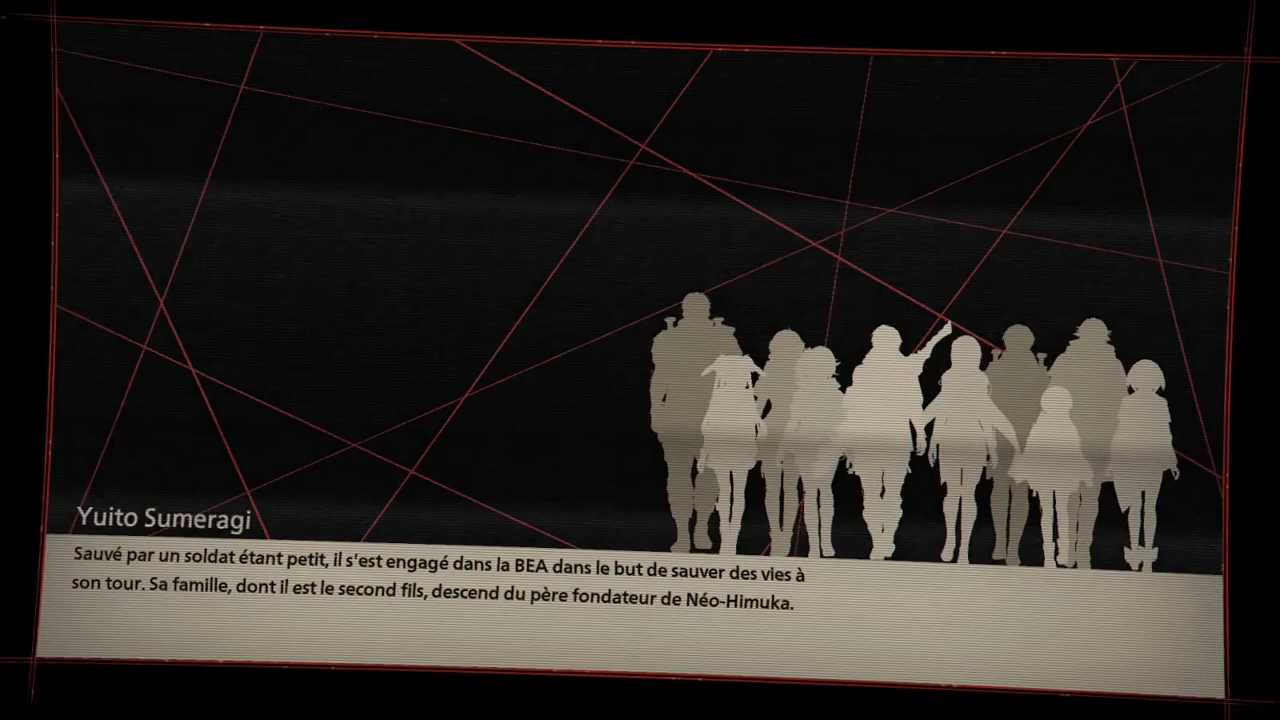 Yuito Sumeragi
Sauvé par un soldat étant petit, il s'est engagé dans la BEA dans le but de sauver des vies à
son tour. Sa famille, dont il est le second fils, descend du père fondateur de Néo-Himuka.